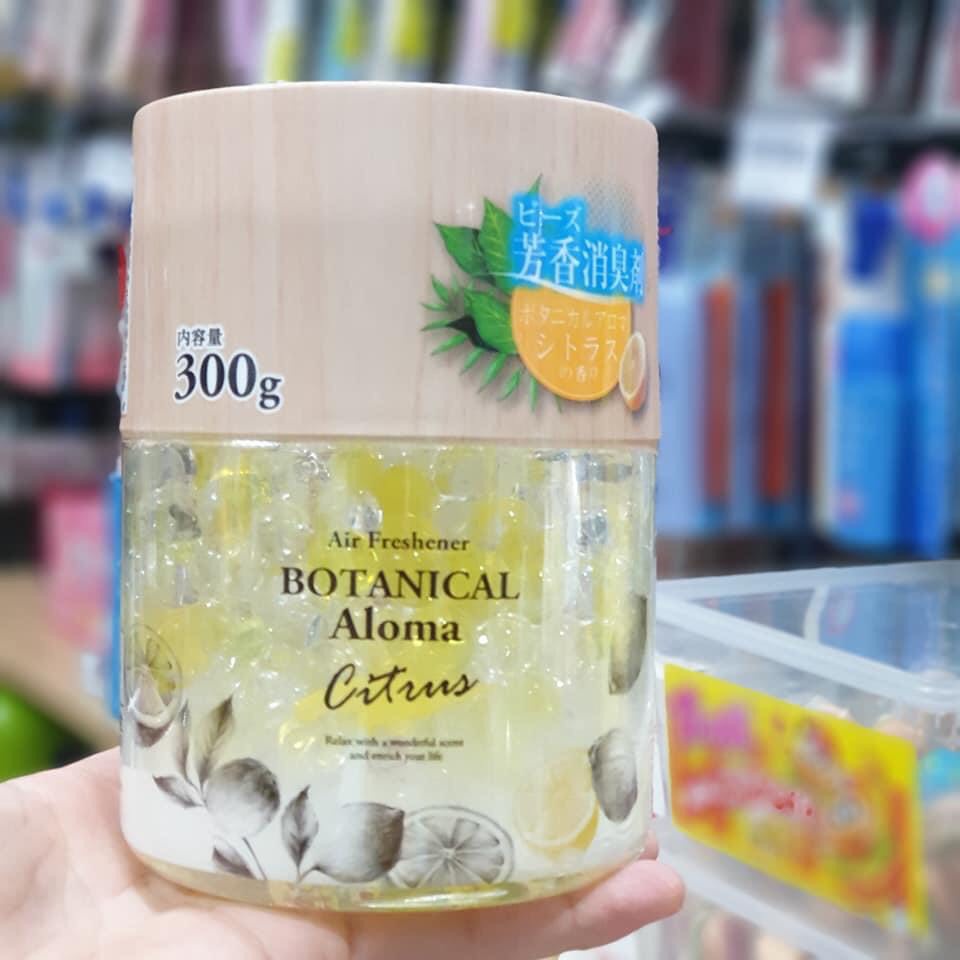 ビーズ
芳香消臭剤
ボタニカルアロマ
シトラス
の香り
内容量
300g
Air Freshener
BOTANICAL
Aloma
Citrus
Relax with a wonderful scent
and enrich your life